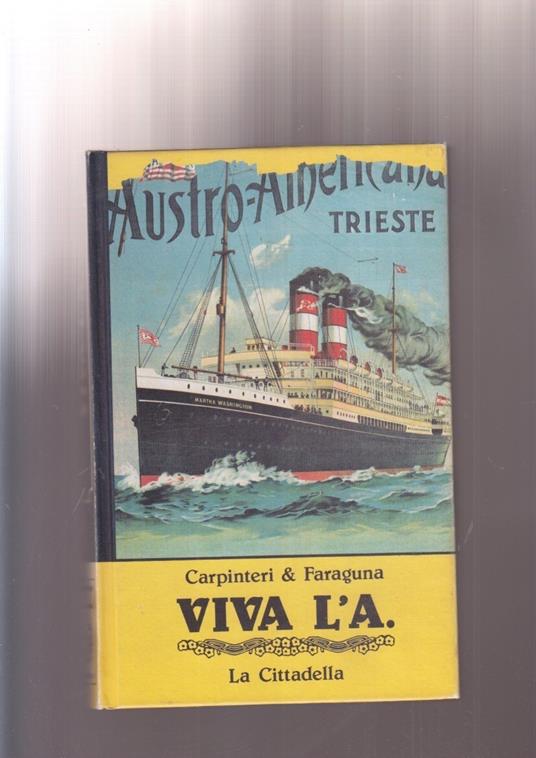 Austro-Americana
TRIESTE
MARTHA WASHINGTON
Carpinteri & Faraguna
VIVA L'A.
La Cittadella